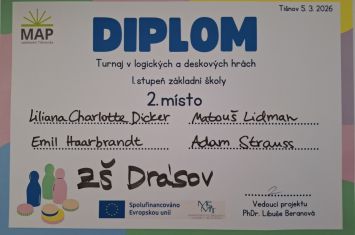 Tišnov 5. 3. 2026
MAP
DIPLOM
Turnaj v logických a deskových hrách
I. stupeň základní školy
2. místo
Liliana Charlotte Dicker Matouš Lidman
Emil Haarbrandt Adam Strauss
ZŠ Drásov
Spolufinancováno
Evropskou unií
Vedoucí projektu
PhDr. Libuše Beranová